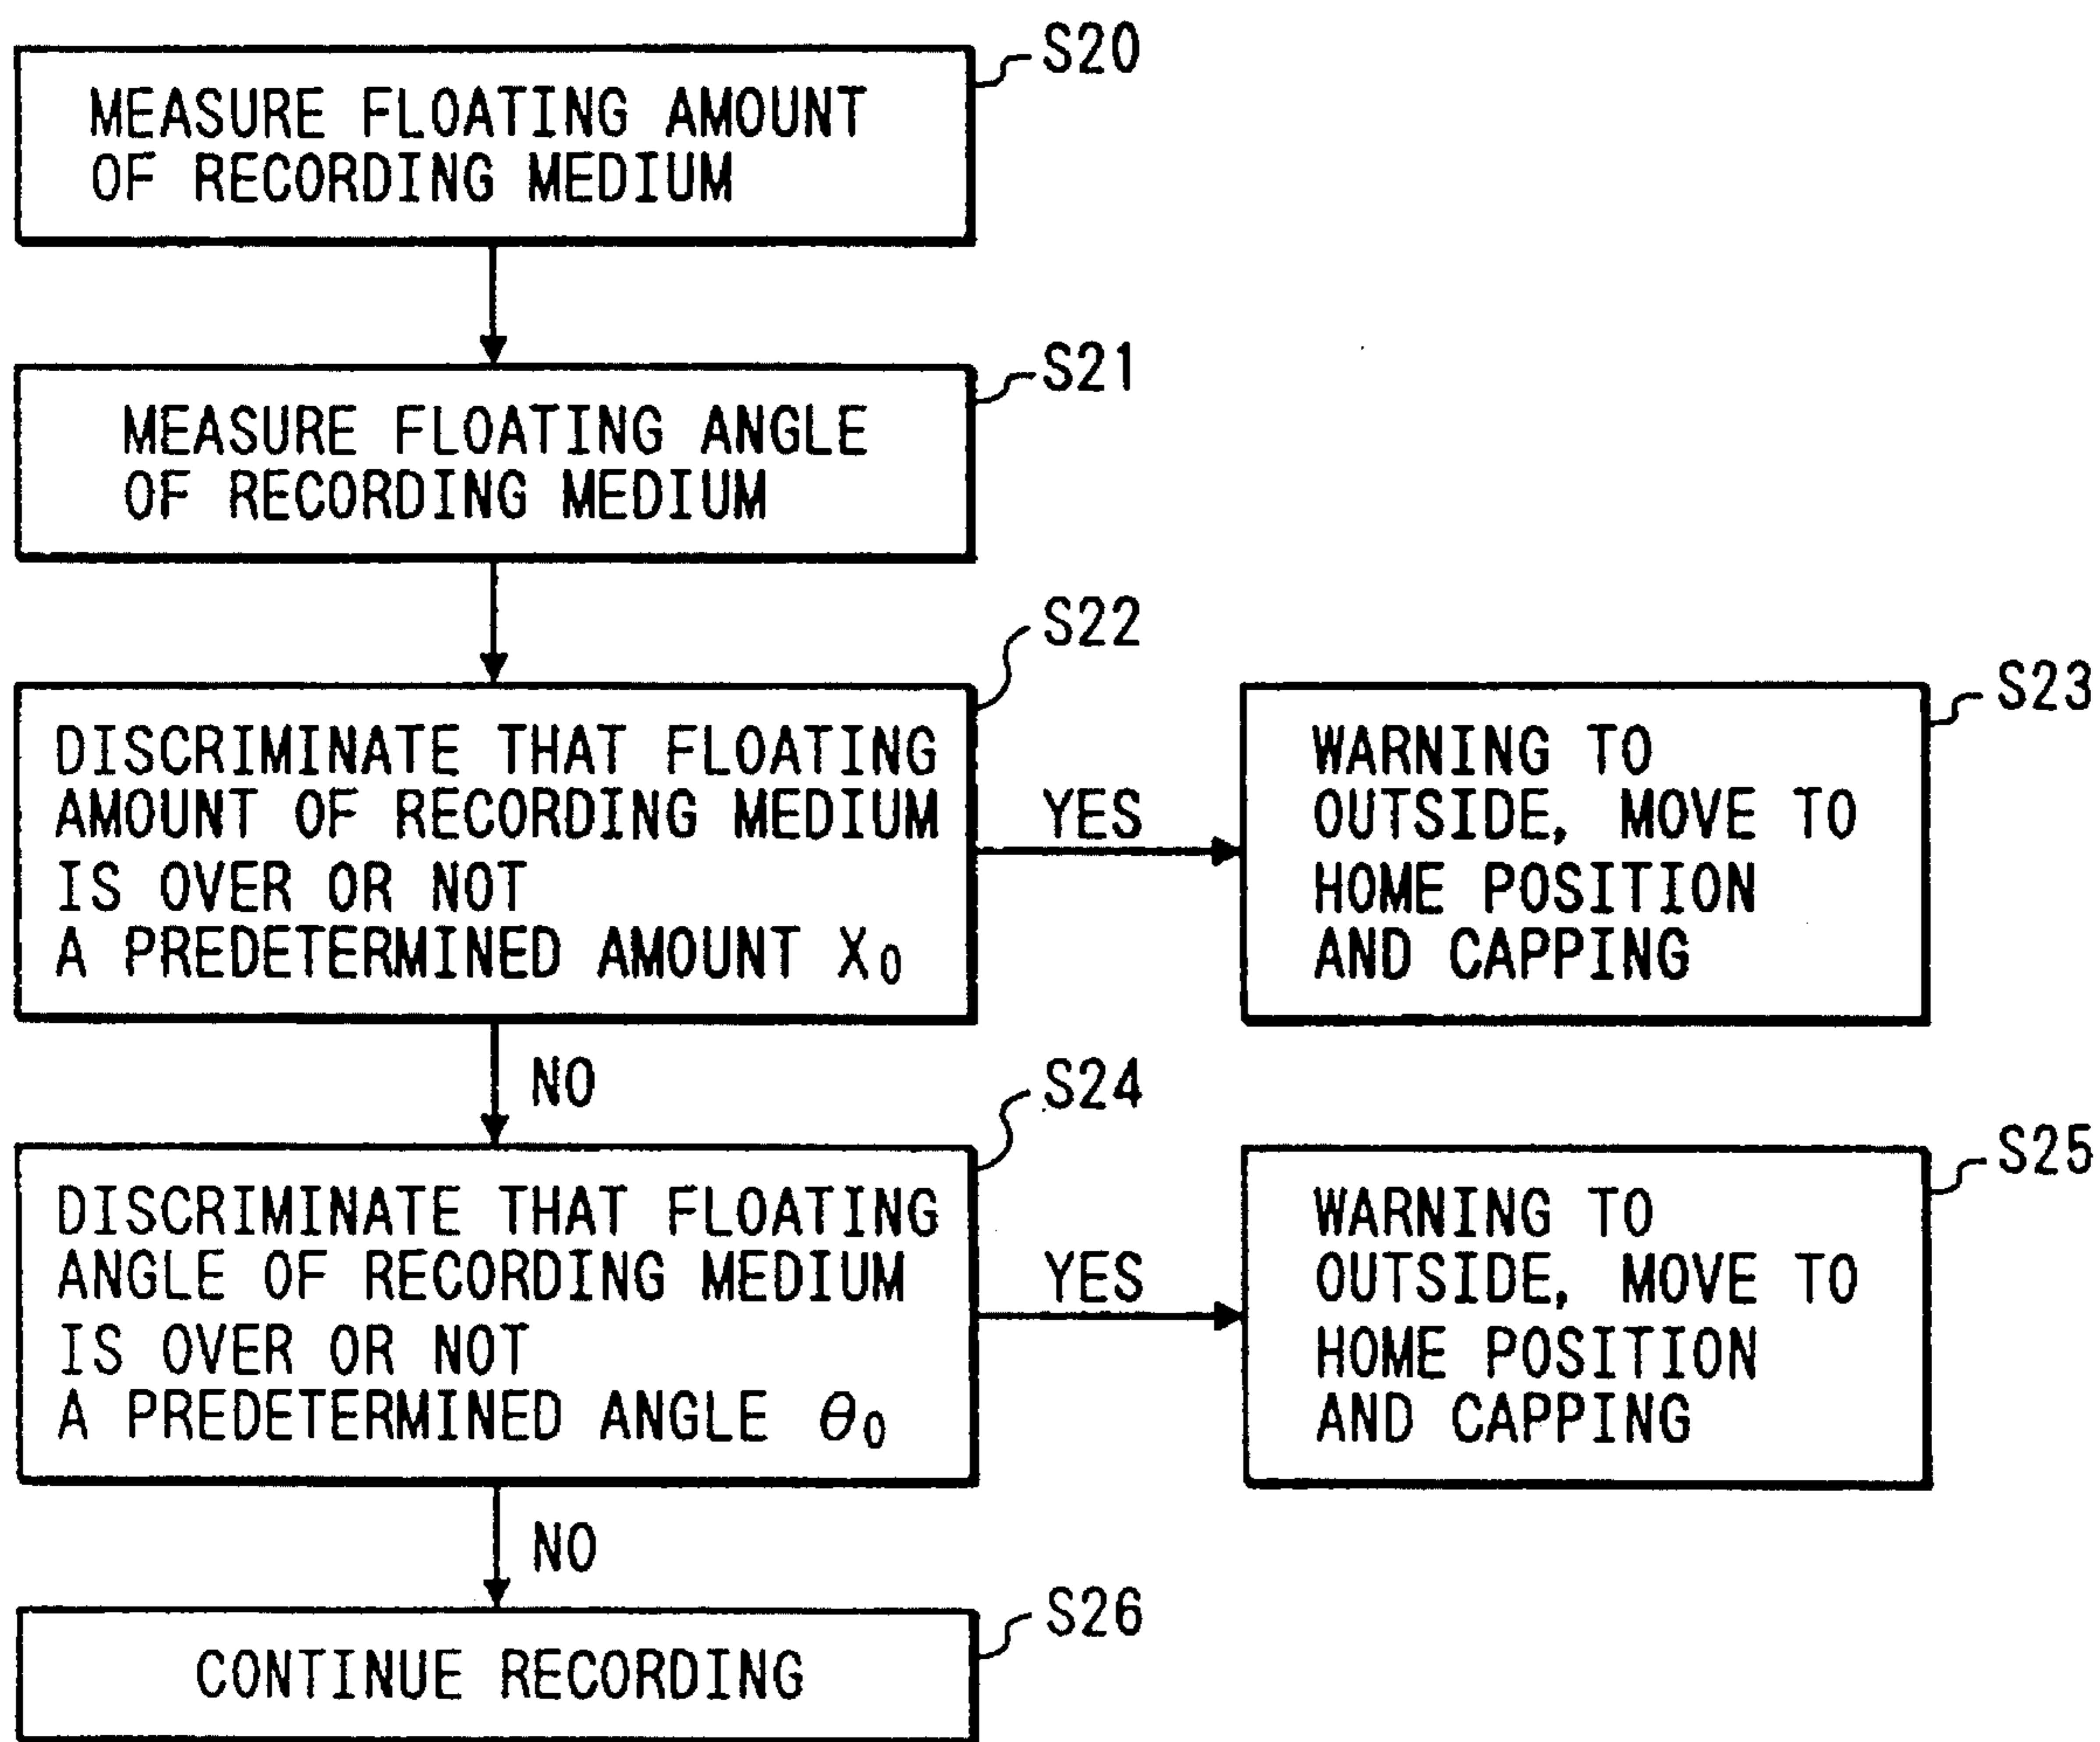 S20
MEASURE FLOATING AMOUNT
OF RECORDING MEDIUM
S21
MEASURE FLOATING ANGLE
OF RECORDING MEDIUM
S22
DISCRIMINATE THAT FLOATING
AMOUNT OF RECORDING MEDIUM
IS OVER OR NOT
A PREDETERMINED AMOUNT X₀
YES
S23
WARNING TO
OUTSIDE, MOVE TO
HOME POSITION
AND CAPPING
NO
S24
DISCRIMINATE THAT FLOATING
ANGLE OF RECORDING MEDIUM
IS OVER OR NOT
A PREDETERMINED ANGLE θ₀
YES
S25
WARNING TO
OUTSIDE, MOVE TO
HOME POSITION
AND CAPPING
NO
S26
CONTINUE RECORDING